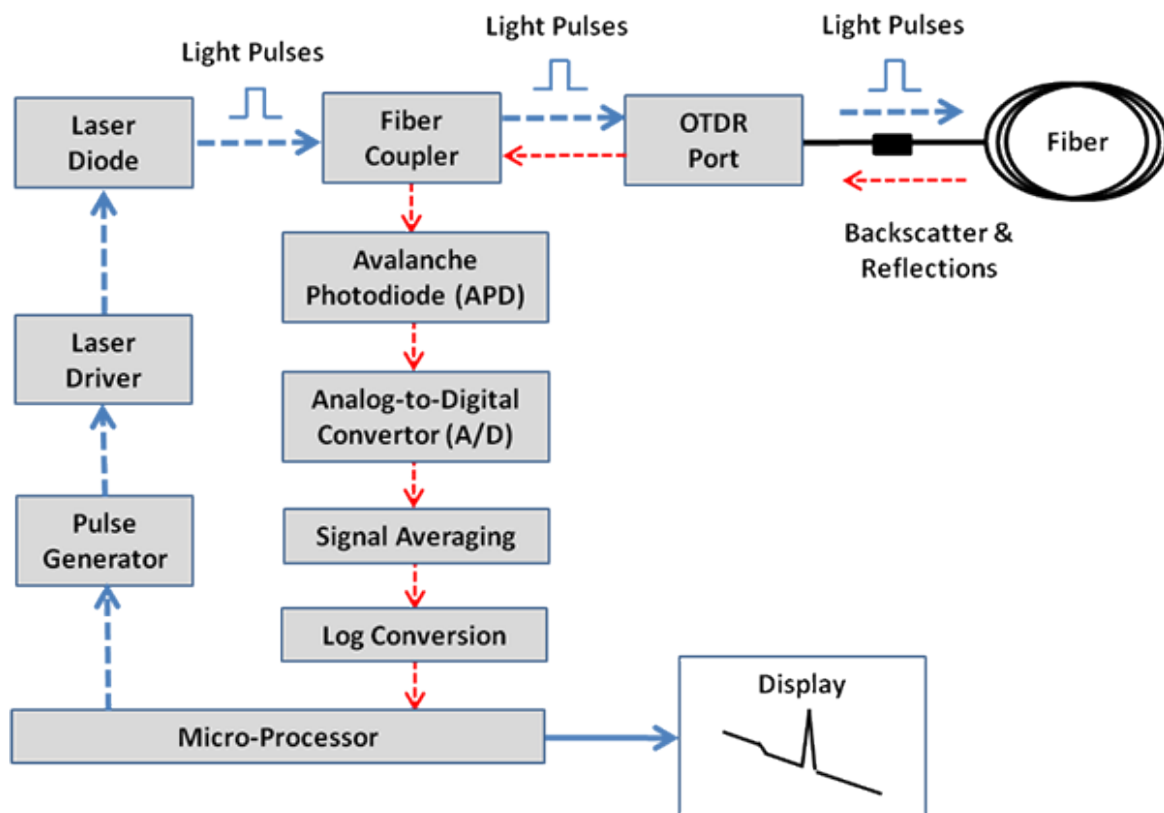 Light Pulses
Light Pulses
Light Pulses
Laser
Diode
Fiber
Coupler
OTDR
Port
Fiber
Backscatter &
Reflections
Avalanche
Photodiode (APD)
Laser
Driver
Analog-to-Digital
Convertor (A/D)
Pulse
Generator
Signal Averaging
Log Conversion
Micro-Processor
Display